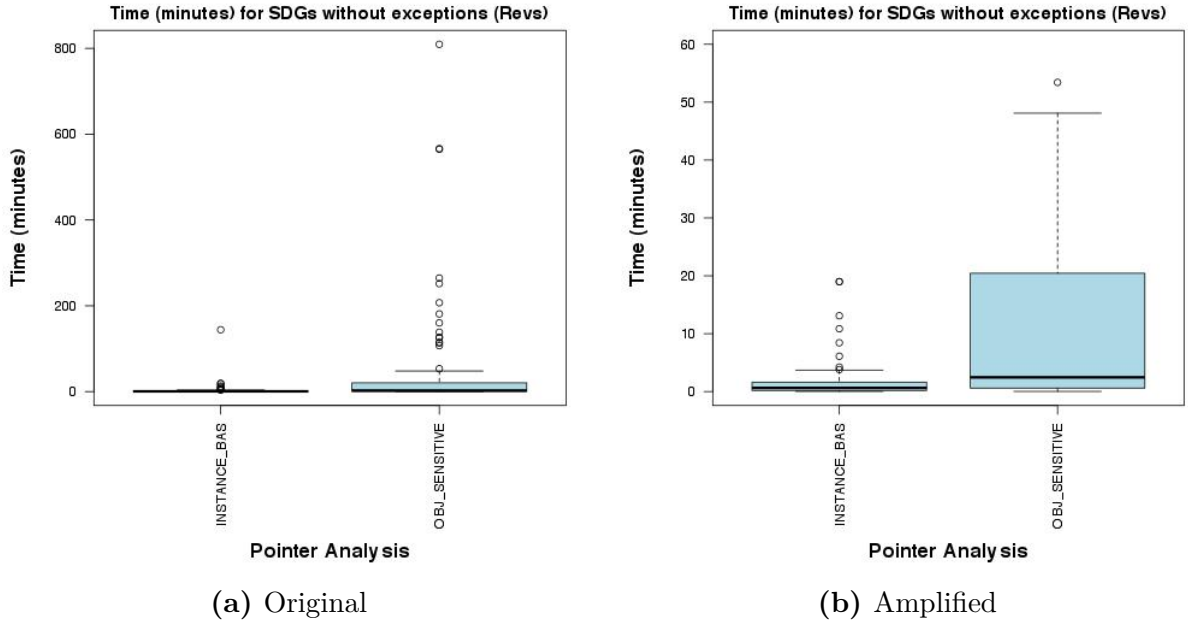 Time (minutes) for SDGs without exceptions (Revs)
Time (minutes)
800
600
400
200
0
INSTANCE_BAS
OBJ_SENSITIVE
Pointer Analysis
(a) Original
Time (minutes) for SDGs without exceptions (Revs)
Time (minutes)
60
50
40
30
20
10
0
INSTANCE_BAS
OBJ_SENSITIVE
Pointer Analysis
(b) Amplified